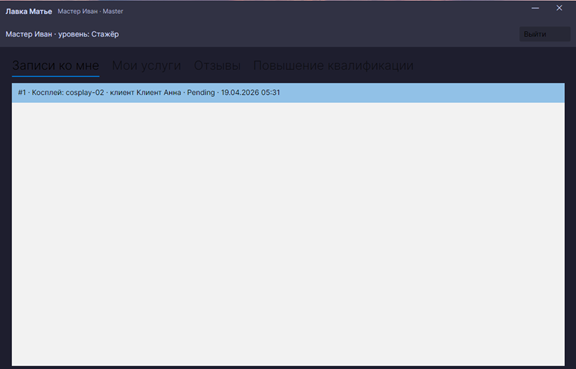 Лавка Матье Мастер Иван · Master
Мастер Иван · уровень: Стажёр
Выйти
Записи ко мне Мои услуги Отзывы Повышение квалификации
#1 · Косплей: cosplay-02 · клиент Клиент Анна · Pending · 19.04.2026 05:31